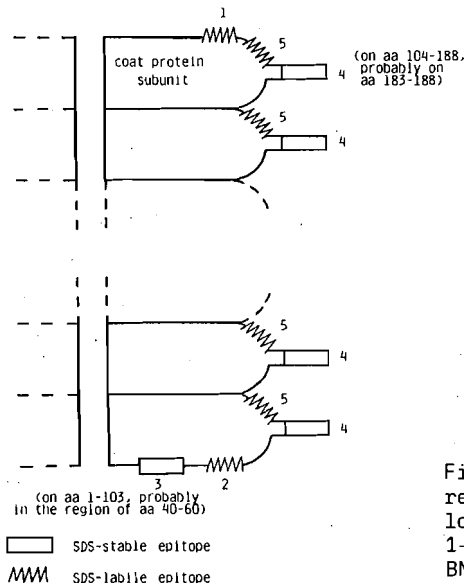 1
5
coat protein
subunit
4
(on aa 104-188,
probably on
aa 183-188)
5
4
5
4
5
4
3
2
(on aa 1-103, probably
in the region of aa 40-60)
SDS-stable epitope
SDS-labile epitope
Fi
re
lo
1-
BN